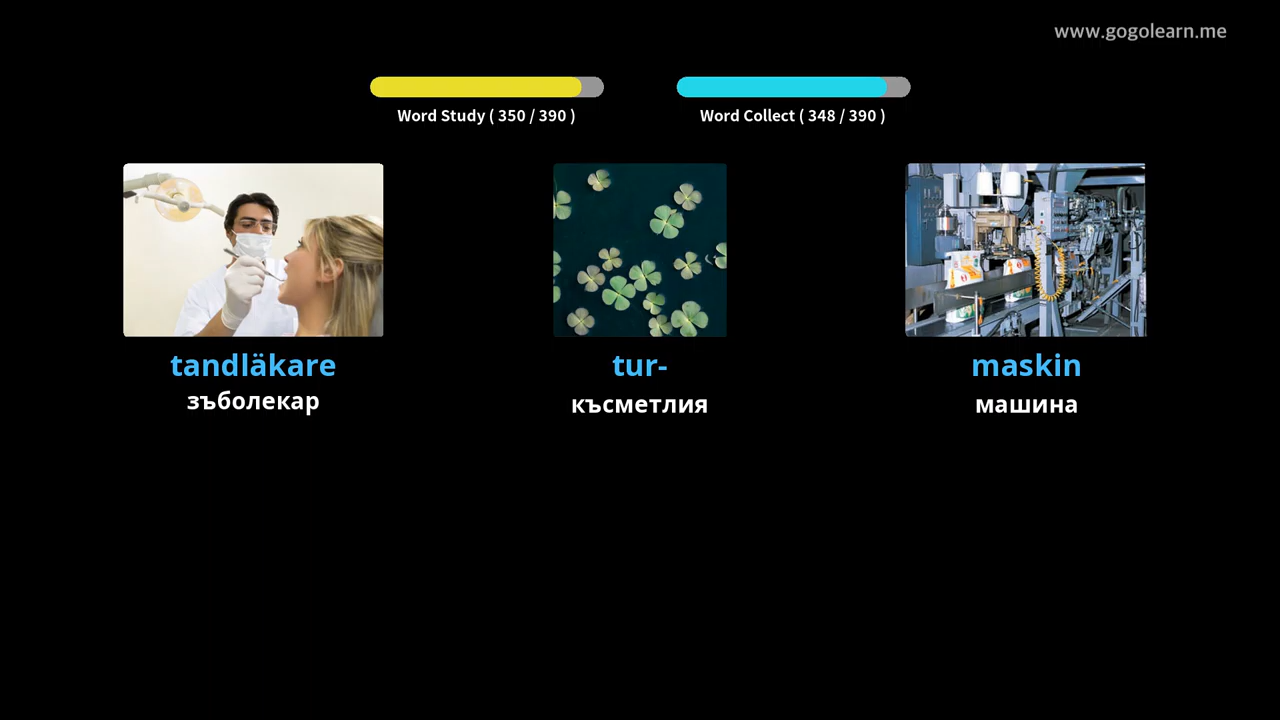 www.gogolearn.me
Word Study ( 350 / 390 )
Word Collect ( 348 / 390 )
tandläkare
tur-
maskin
зъболекар
късметлия
машина